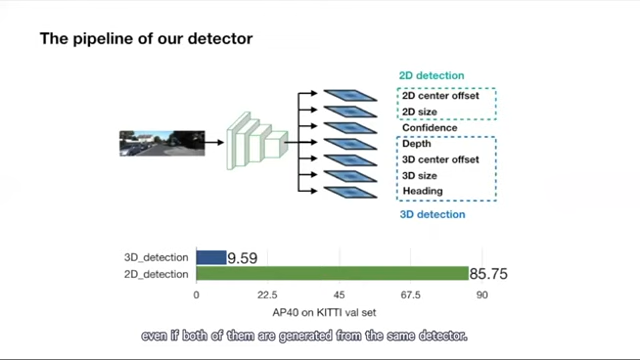 The pipeline of our detector
2D detection
2D center offset
2D size
Confidence
Depth
3D center offset
3D size
Heading
3D detection
3D_detection
9.59
2D_detection
85.75
0
22.5
45
67.5
90
AP40 on KITTI val set
even if both of them are generated from the same detector.